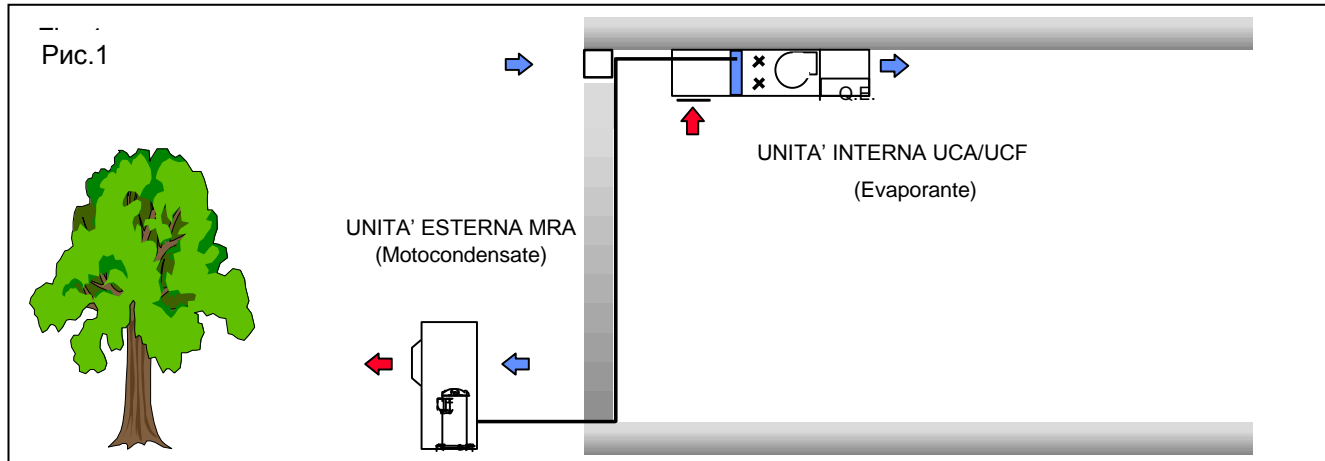 Рис.1
Q.E.
UNITA’ INTERNA UCA/UCF
(Evaporante)
UNITA’ ESTERNA MRA
(Motocondensate)